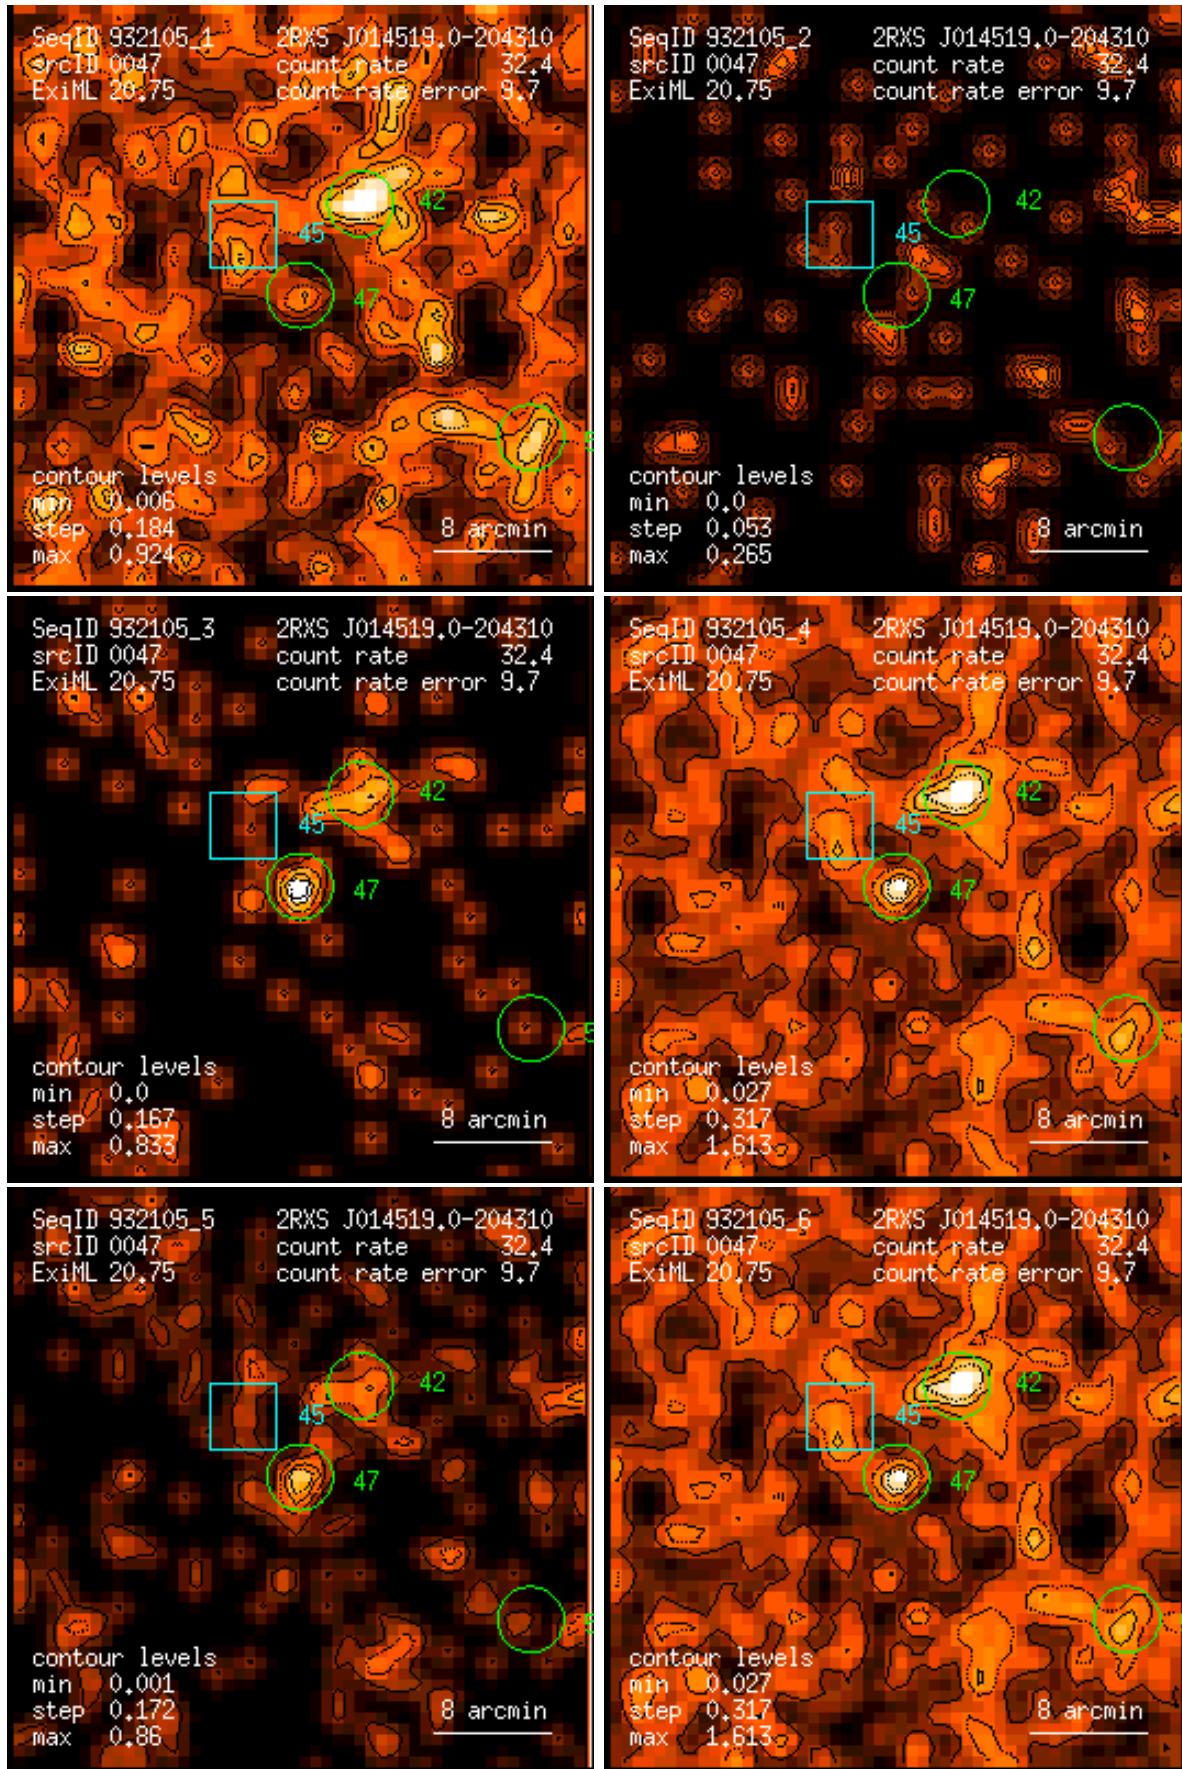 SeqID 932105_1 2RXS J014519.0-204310
srcID 0047 count rate 32.4
ExiML 20.75 count rate error 9.7
42
45
47
contour levels
min 0.006
step 0.184
max 0.924
8 arcmin
SeqID 932105_2 2RXS J014519.0-204310
srcID 0047 count rate 32.4
ExiML 20.75 count rate error 9.7
42
45
47
contour levels
min 0.0
step 0.053
max 0.265
8 arcmin
SeqID 932105_3 2RXS J014519.0-204310
srcID 0047 count rate 32.4
ExiML 20.75 count rate error 9.7
42
45
47
contour levels
min 0.0
step 0.167
max 0.833
8 arcmin
SeqID 932105_4 2RXS J014519.0-204310
srcID 0047 count rate 32.4
ExiML 20.75 count rate error 9.7
42
45
47
contour levels
min 0.027
step 0.317
max 1.613
8 arcmin
SeqID 932105_5 2RXS J014519.0-204310
srcID 0047 count rate 32.4
ExiML 20.75 count rate error 9.7
42
45
47
contour levels
min 0.001
step 0.172
max 0.86
8 arcmin
SeqID 932105_6 2RXS J014519.0-204310
srcID 0047 count rate 32.4
ExiML 20.75 count rate error 9.7
42
45
47
contour levels
min 0.027
step 0.317
max 1.613
8 arcmin